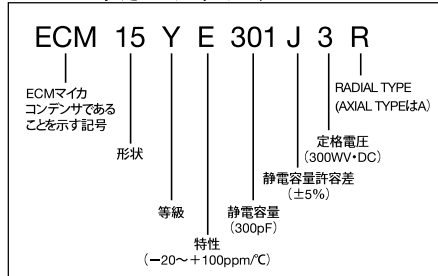 ECM 15 Y E 301 J 3 R
ECMマイカ
コンデンサである
ことを示す記号
RADIAL TYPE
(AXIAL TYPEはA)
形状
定格電圧
(300WV・DC)
静電容量許容差
(±5%)
等級
静電容量
(300pF)
特性
(−20～+100ppm/℃)